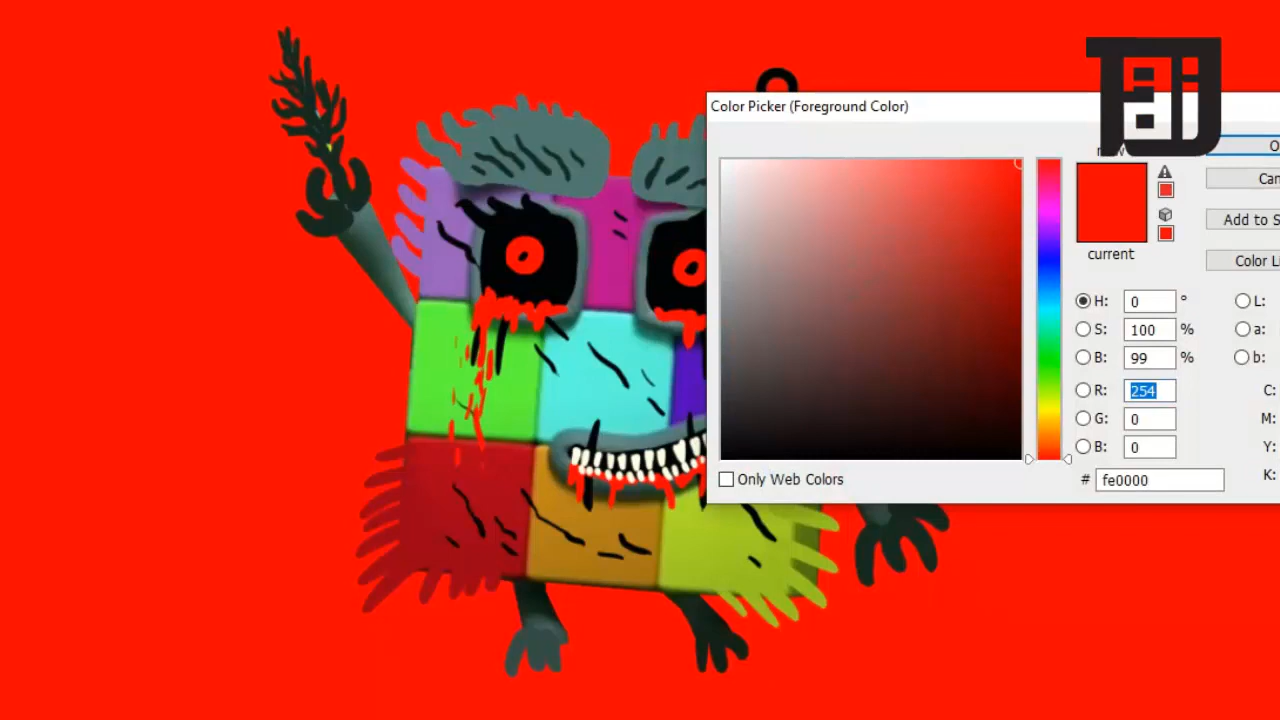 Color Picker (Foreground Color)
current
Add to S
Color Li
Can
H: 0 °
L:
S: 100 %
a:
B: 99 %
b:
R: 254
C:
G: 0
M:
B: 0
Y:
# fe0000
K:
Only Web Colors